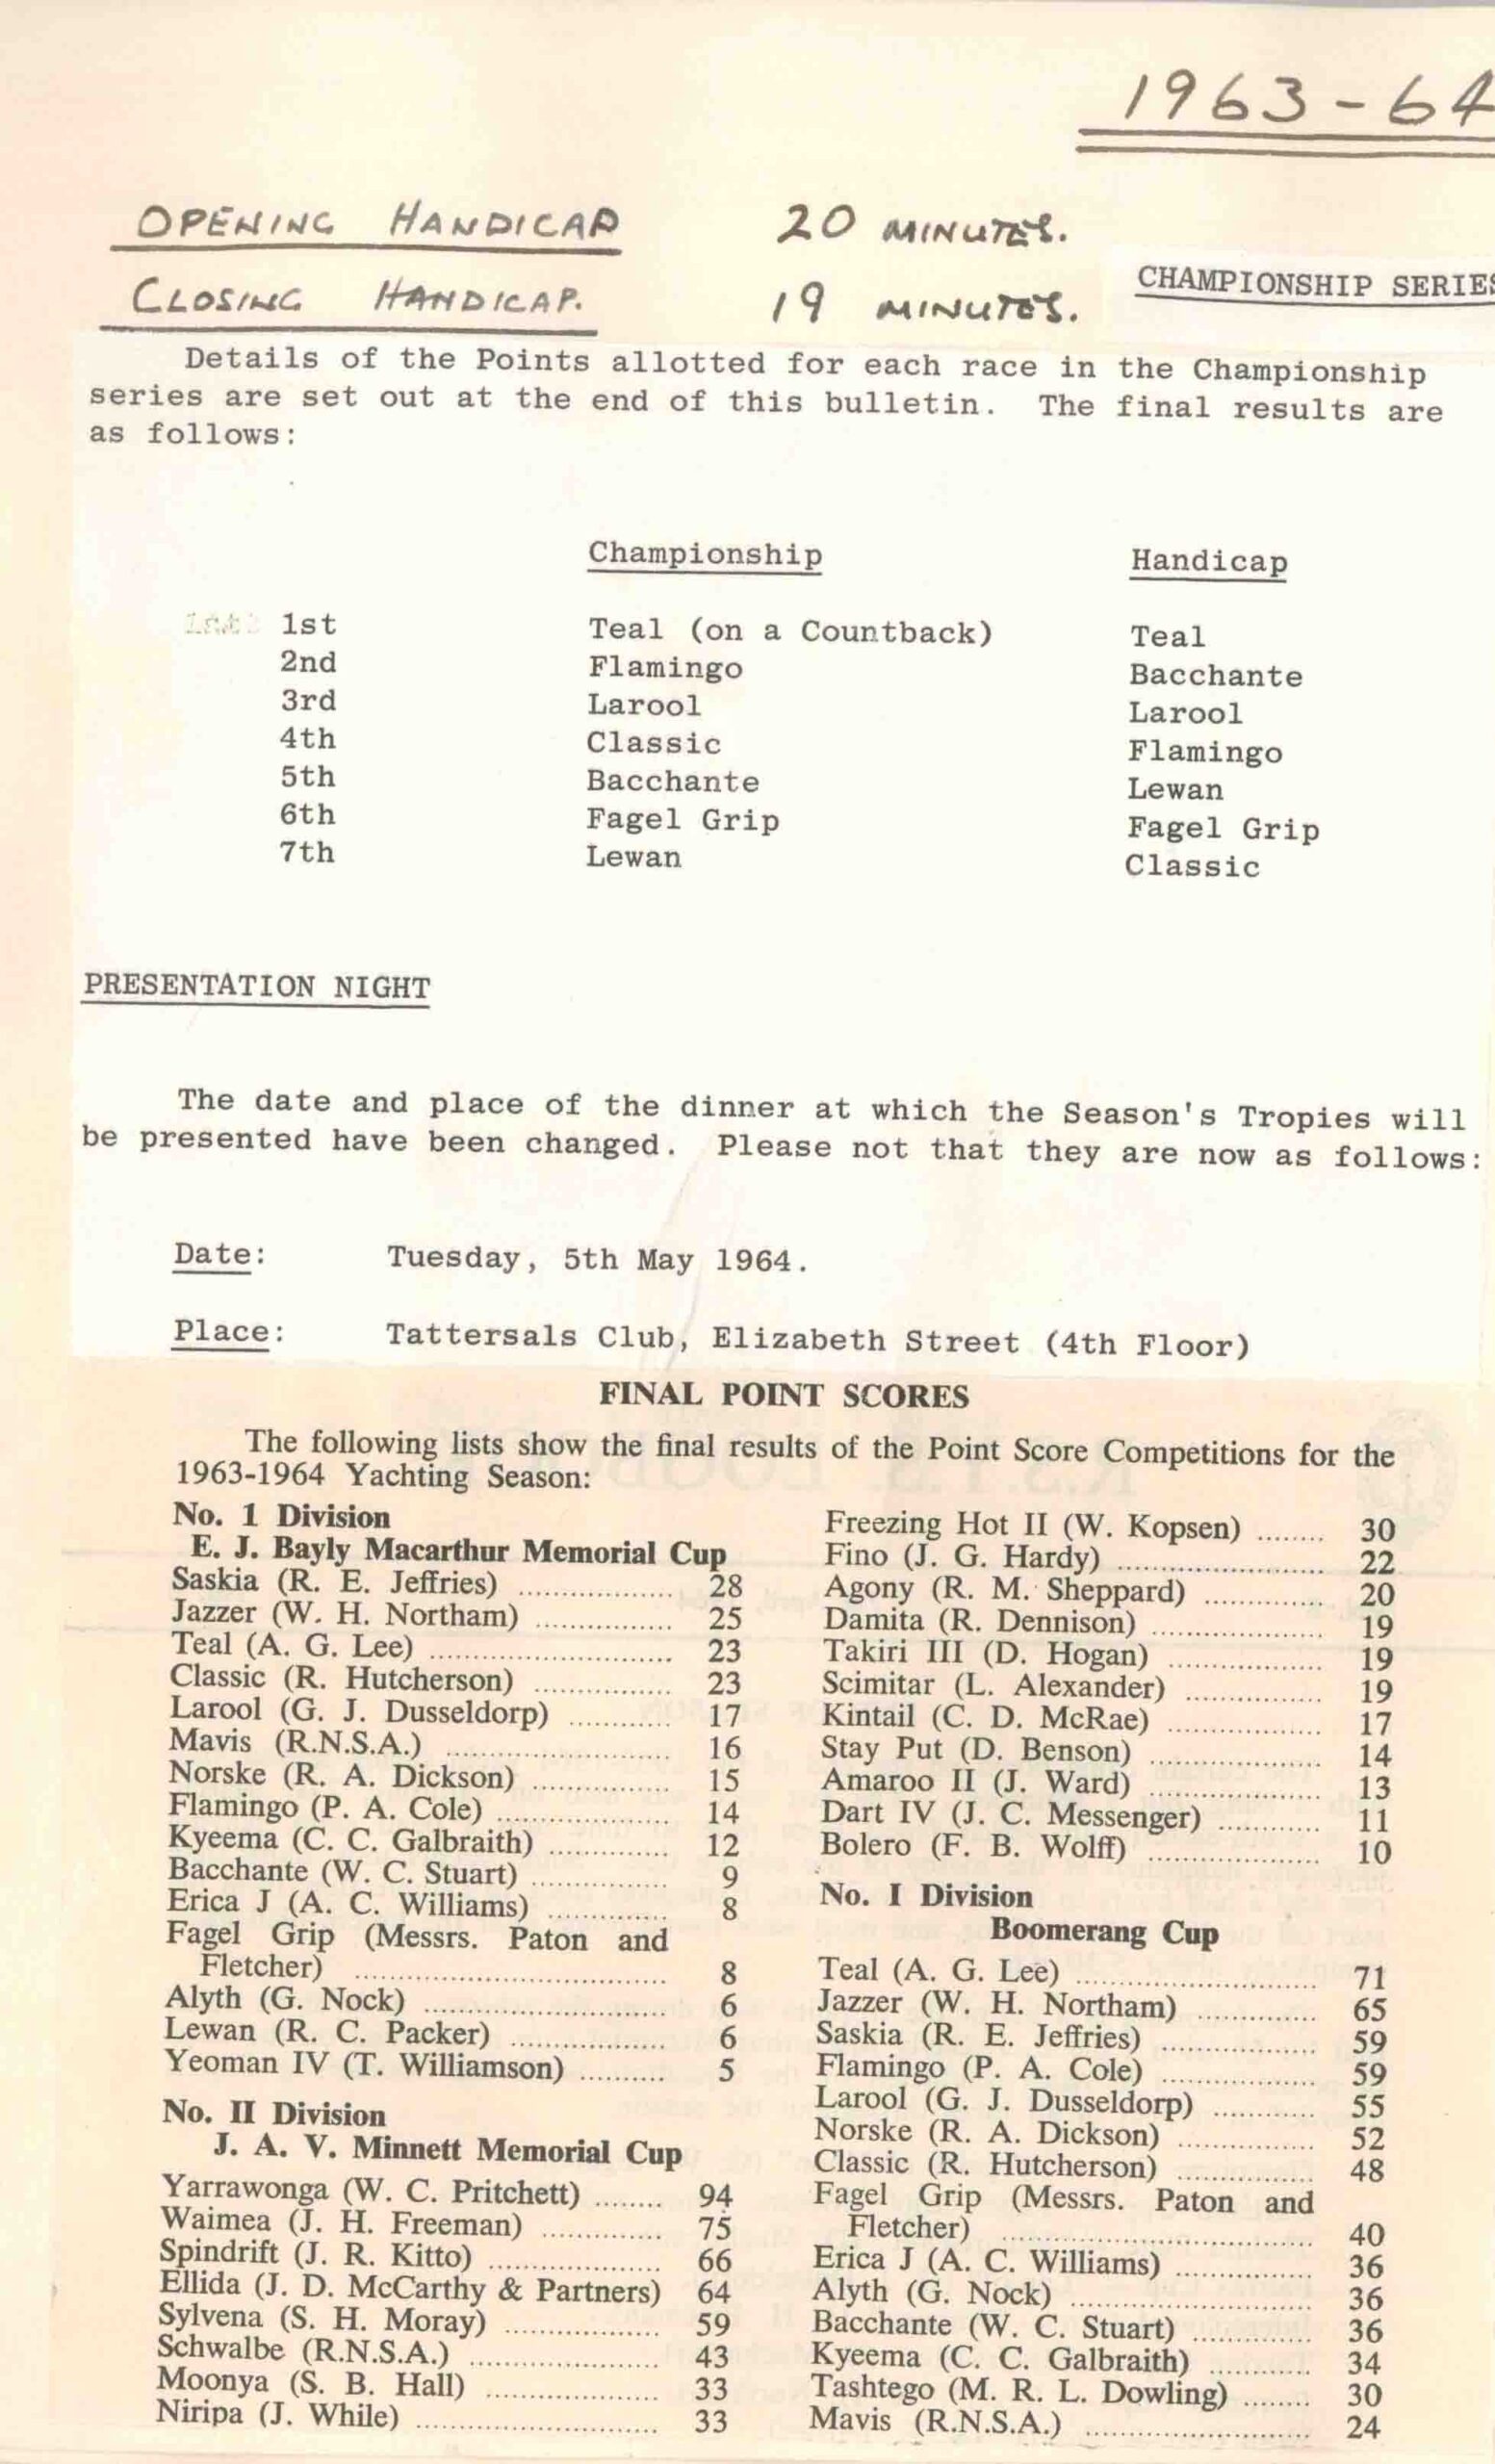 1963-64
OPENING HANDICAP 20 MINUTES.
CLOSING HANDICAP. 19 MINUTES.
CHAMPIONSHIP SERIES
Details of the Points allotted for each race in the Championship
series are set out at the end of this bulletin. The final results are
as follows:
Championship Handicap
1st Teal (on a Countback) Teal
2nd Flamingo Bacchante
3rd Larool Larool
4th Classic Flamingo
5th Bacchante Lewan
6th Fagel Grip Fagel Grip
7th Lewan Classic
PRESENTATION NIGHT
The date and place of the dinner at which the Season's Tropies will
be presented have been changed. Please not that they are now as follows:
Date: Tuesday, 5th May 1964.
Place: Tattersals Club, Elizabeth Street (4th Floor)
FINAL POINT SCORES
The following lists show the final results of the Point Score Competitions for the
1963-1964 Yachting Season:
No. 1 Division
E. J. Bayly Macarthur Memorial Cup
Saskia (R. E. Jeffries) .................. 28
Jazzer (W. H. Northam) ................ 25
Teal (A. G. Lee) ............................ 23
Classic (R. Hutcherson) ................ 23
Larool (G. J. Dusseldorp) ............ 17
Mavis (R.N.S.A.) .......................... 16
Norske (R. A. Dickson) ................ 15
Flamingo (P. A. Cole) .................... 14
Kyeema (C. C. Galbraith) .............. 12
Bacchante (W. C. Stuart) ................ 9
Erica J (A. C. Williams) .............. 8
Fagel Grip (Messrs. Paton and
Fletcher) .................................... 8
Alyth (G. Nock) ............................ 6
Lewan (R. C. Packer) .................. 6
Yeoman IV (T. Williamson) .......... 5
No. II Division
J. A. V. Minnett Memorial Cup
Yarrawonga (W. C. Pritchett) ........ 94
Waimea (J. H. Freeman) .............. 75
Spindrift (J. R. Kitto) .................... 66
Ellida (J. D. McCarthy & Partners) 64
Sylvena (S. H. Moray) .................. 59
Schwalbe (R.N.S.A.) ...................... 43
Moonya (S. B. Hall) .................... 33
Niripa (J. While) ............................ 33
Freezing Hot II (W. Kopsen) ........ 30
Fino (J. G. Hardy) ........................ 22
Agony (R. M. Sheppard) .............. 20
Damita (R. Dennison) .................... 19
Takiri III (D. Hogan) .................. 19
Scimitar (L. Alexander) ................ 19
Kintail (C. D. McRae) .................. 17
Stay Put (D. Benson) .................... 14
Amaroo II (J. Ward) .................... 13
Dart IV (J. C. Messenger) ............ 11
Bolero (F. B. Wolff) .................... 10
No. I Division
Boomerang Cup
Teal (A. G. Lee) ............................ 71
Jazzer (W. H. Northam) .............. 65
Saskia (R. E. Jeffries) .................. 59
Flamingo (P. A. Cole) .................. 59
Larool (G. J. Dusseldorp) ............ 55
Norske (R. A. Dickson) ................ 52
Classic (R. Hutcherson) ................ 48
Fagel Grip (Messrs. Paton and
Fletcher) .................................... 40
Erica J (A. C. Williams) ................ 36
Alyth (G. Nock) ............................ 36
Bacchante (W. C. Stuart) .............. 36
Kyeema (C. C. Galbraith) ............ 34
Tashtego (M. R. L. Dowling) ........ 30
Mavis (R.N.S.A.) .......................... 24